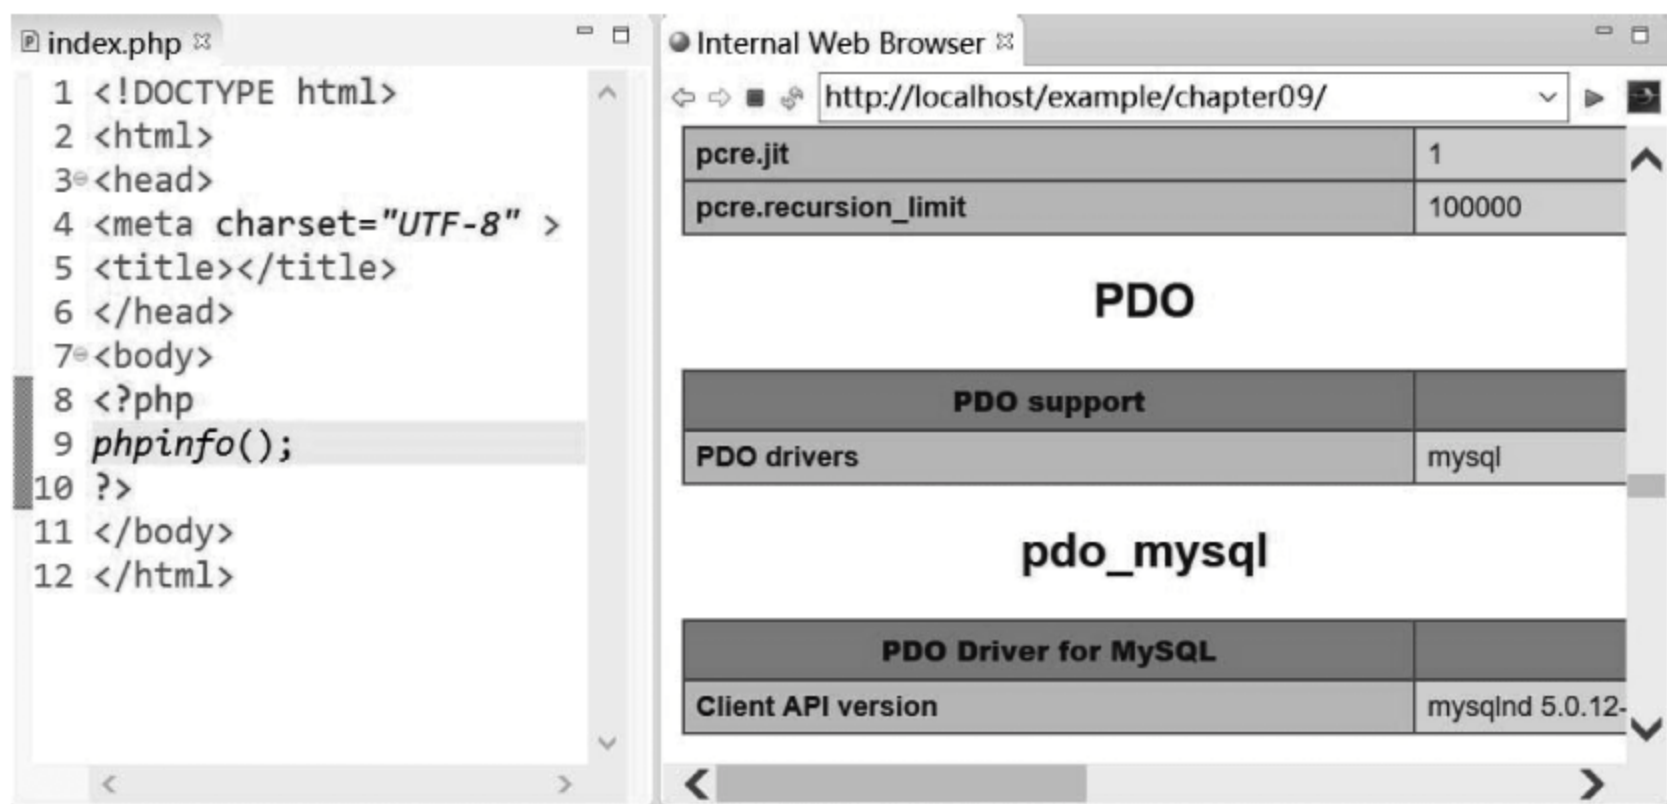 index.php
1 <!DOCTYPE html>
2 <html>
3 <head>
4 <meta charset="UTF-8" >
5 <title></title>
6 </head>
7 <body>
8 <?php
9 phpinfo();
10 ?>
11 </body>
12 </html>
Internal Web Browser
http://localhost/example/chapter09/
pcre.jit 1
pcre.recursion_limit 100000
PDO
PDO support
PDO drivers mysql
pdo_mysql
PDO Driver for MySQL
Client API version mysqlnd 5.0.12-